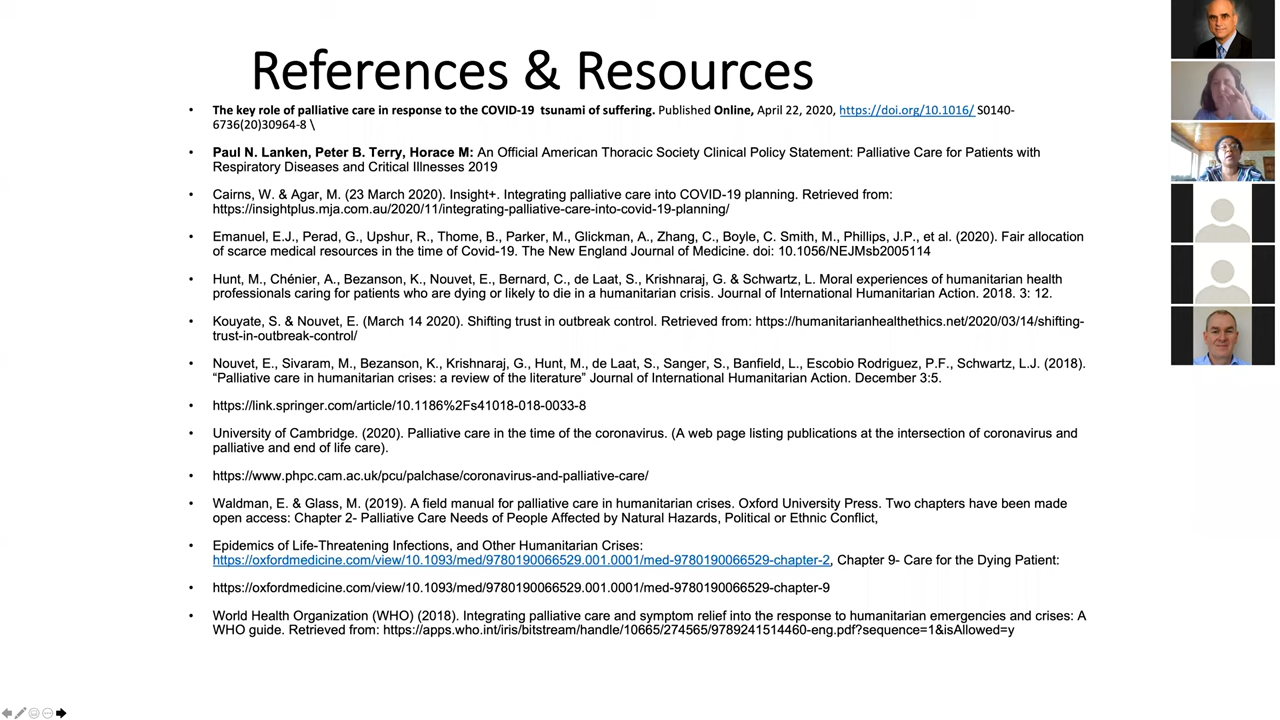 References & Resources
• The key role of palliative care in response to the COVID-19 tsunami of suffering. Published Online, April 22, 2020, https://doi.org/10.1016/ S0140-
6736(20)30964-8 \
• Paul N. Lanken, Peter B. Terry, Horace M: An Official American Thoracic Society Clinical Policy Statement: Palliative Care for Patients with
Respiratory Diseases and Critical Illnesses 2019
• Cairns, W. & Agar, M. (23 March 2020). Insight+. Integrating palliative care into COVID-19 planning. Retrieved from:
https://insightplus.mja.com.au/2020/11/integrating-palliative-care-into-covid-19-planning/
• Emanuel, E.J., Perad, G., Upshur, R., Thome, B., Parker, M., Glickman, A., Zhang, C., Boyle, C. Smith, M., Phillips, J.P., et al. (2020). Fair allocation
of scarce medical resources in the time of Covid-19. The New England Journal of Medicine. doi: 10.1056/NEJMsb2005114
• Hunt, M., Chénier, A., Bezanson, K., Nouvet, E., Bernard, C., de Laat, S., Krishnaraj, G. & Schwartz, L. Moral experiences of humanitarian health
professionals caring for patients who are dying or likely to die in a humanitarian crisis. Journal of International Humanitarian Action. 2018. 3: 12.
• Kouyate, S. & Nouvet, E. (March 14 2020). Shifting trust in outbreak control. Retrieved from: https://humanitarianhealthethics.net/2020/03/14/shifting-
trust-in-outbreak-control/
• Nouvet, E., Sivaram, M., Bezanson, K., Krishnaraj, G., Hunt, M., de Laat, S., Sanger, S., Banfield, L., Escobio Rodriguez, P.F., Schwartz, L.J. (2018).
“Palliative care in humanitarian crises: a review of the literature” Journal of International Humanitarian Action. December 3:5.
• https://link.springer.com/article/10.1186%2Fs41018-018-0033-8
• University of Cambridge. (2020). Palliative care in the time of the coronavirus. (A web page listing publications at the intersection of coronavirus and
palliative and end of life care).
• https://www.phpc.cam.ac.uk/pcu/palchase/coronavirus-and-palliative-care/
• Waldman, E. & Glass, M. (2019). A field manual for palliative care in humanitarian crises. Oxford University Press. Two chapters have been made
open access: Chapter 2- Palliative Care Needs of People Affected by Natural Hazards, Political or Ethnic Conflict,
• Epidemics of Life-Threatening Infections, and Other Humanitarian Crises:
https://oxfordmedicine.com/view/10.1093/med/9780190066529.001.0001/med-9780190066529-chapter-2, Chapter 9- Care for the Dying Patient:
• https://oxfordmedicine.com/view/10.1093/med/9780190066529.001.0001/med-9780190066529-chapter-9
• World Health Organization (WHO) (2018). Integrating palliative care and symptom relief into the response to humanitarian emergencies and crises: A
WHO guide. Retrieved from: https://apps.who.int/iris/bitstream/handle/10665/274565/9789241514460-eng.pdf?sequence=1&isAllowed=y